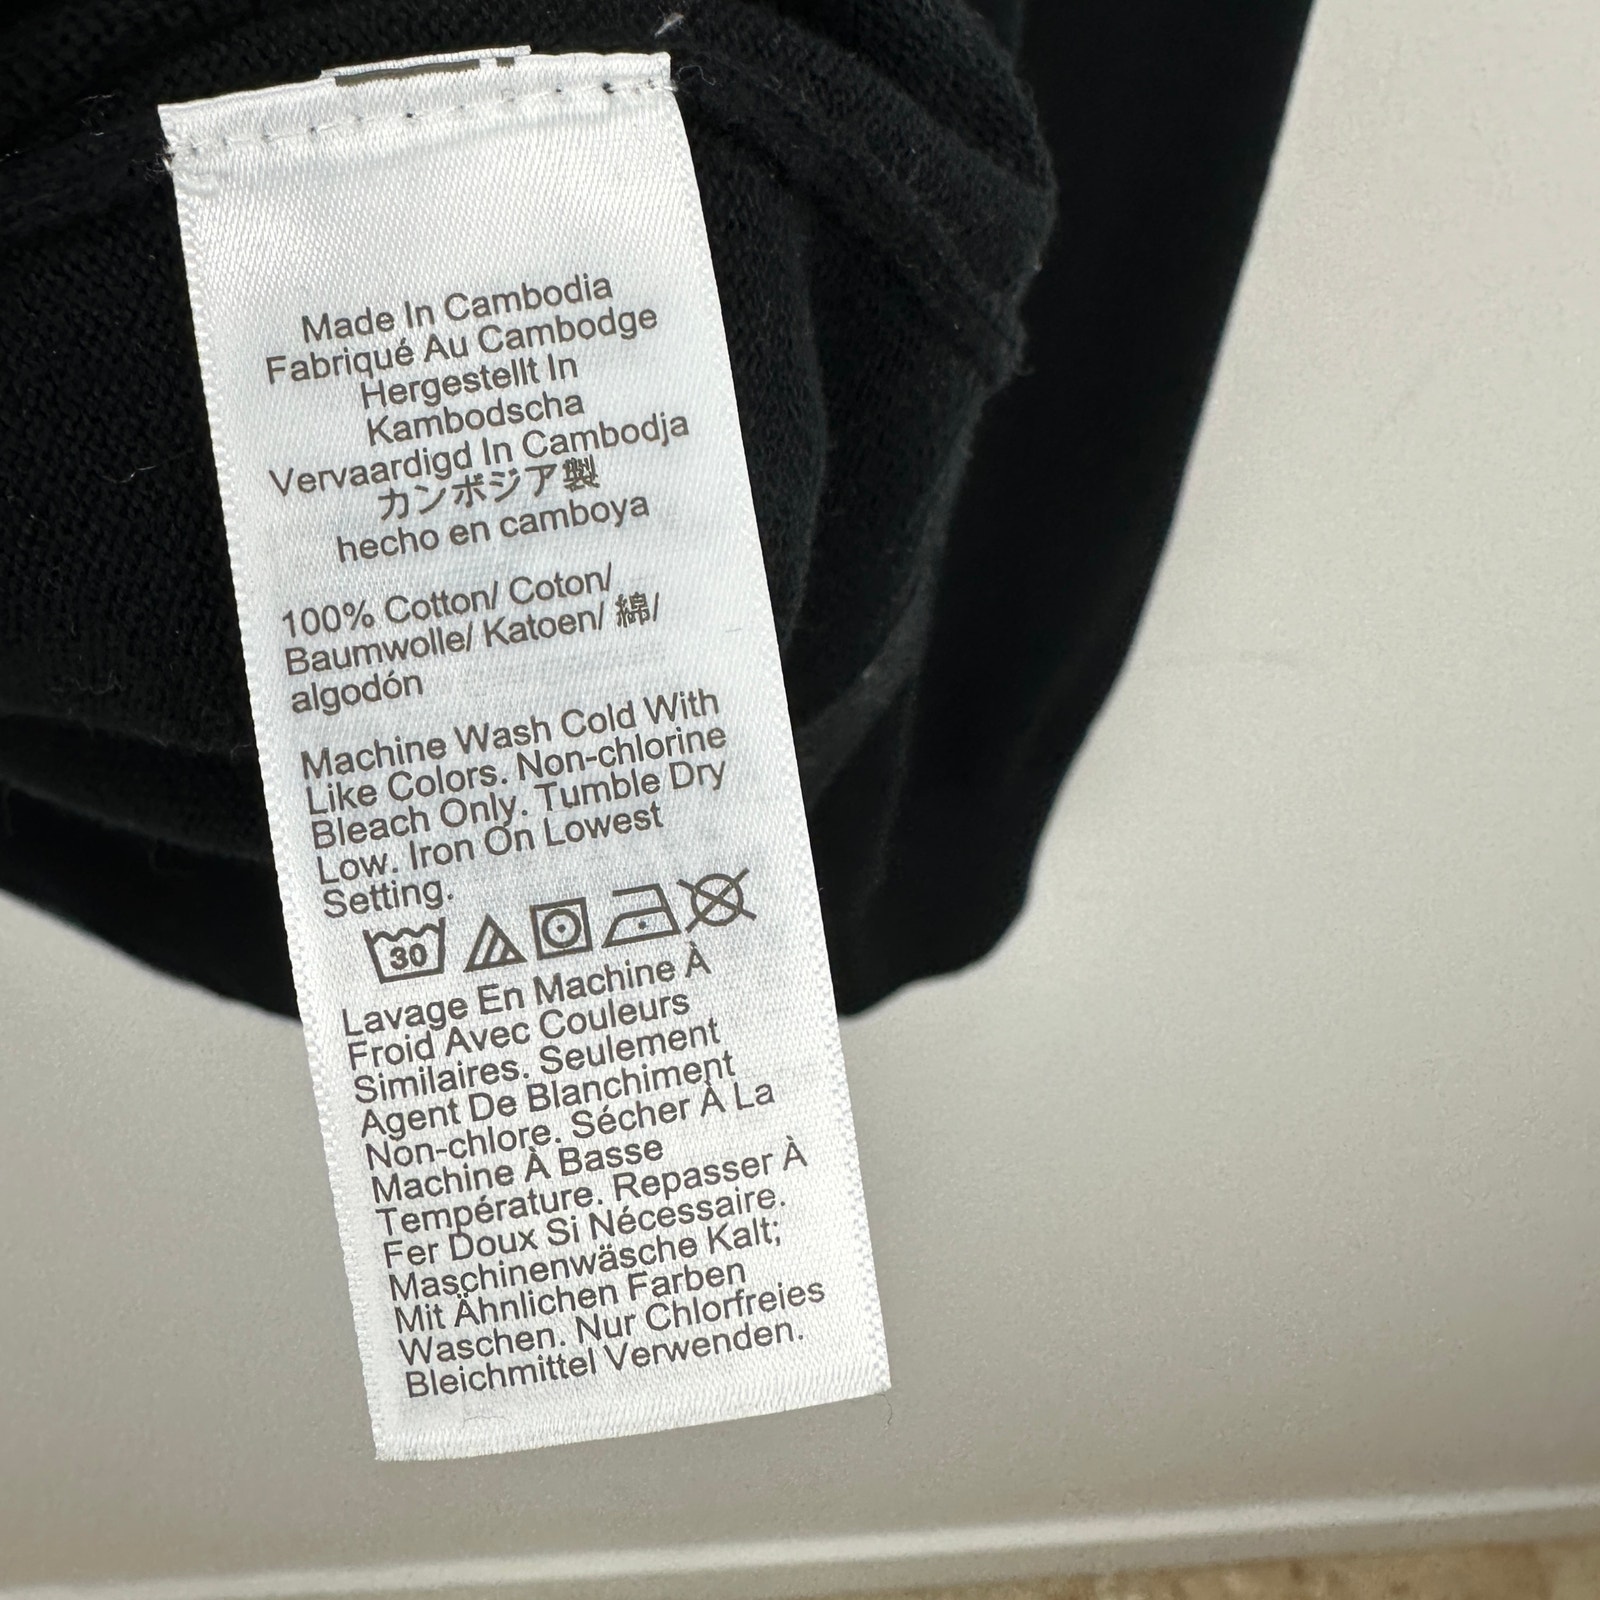 Made In Cambodia
Fabriqué Au Cambodge
Hergestellt In
Kambodscha
Vervaardigd In Cambodja
カンボジア製
hecho en camboya
100% Cotton/ Coton/
Baumwolle/ Katoen/ 綿/
algodón
Machine Wash Cold With
Like Colors. Non-chlorine
Bleach Only. Tumble Dry
Low. Iron On Lowest
Setting.
30
Lavage En Machine À
Froid Avec Couleurs
Similaires. Seulement
Agent De Blanchiment
Non-chlore. Sécher À La
Machine À Basse
Température. Repasser À
Fer Doux Si Nécessaire.
Maschinenwäsche Kalt;
Mit Ähnlichen Farben
Waschen. Nur Chlorfreies
Bleichmittel Verwenden.